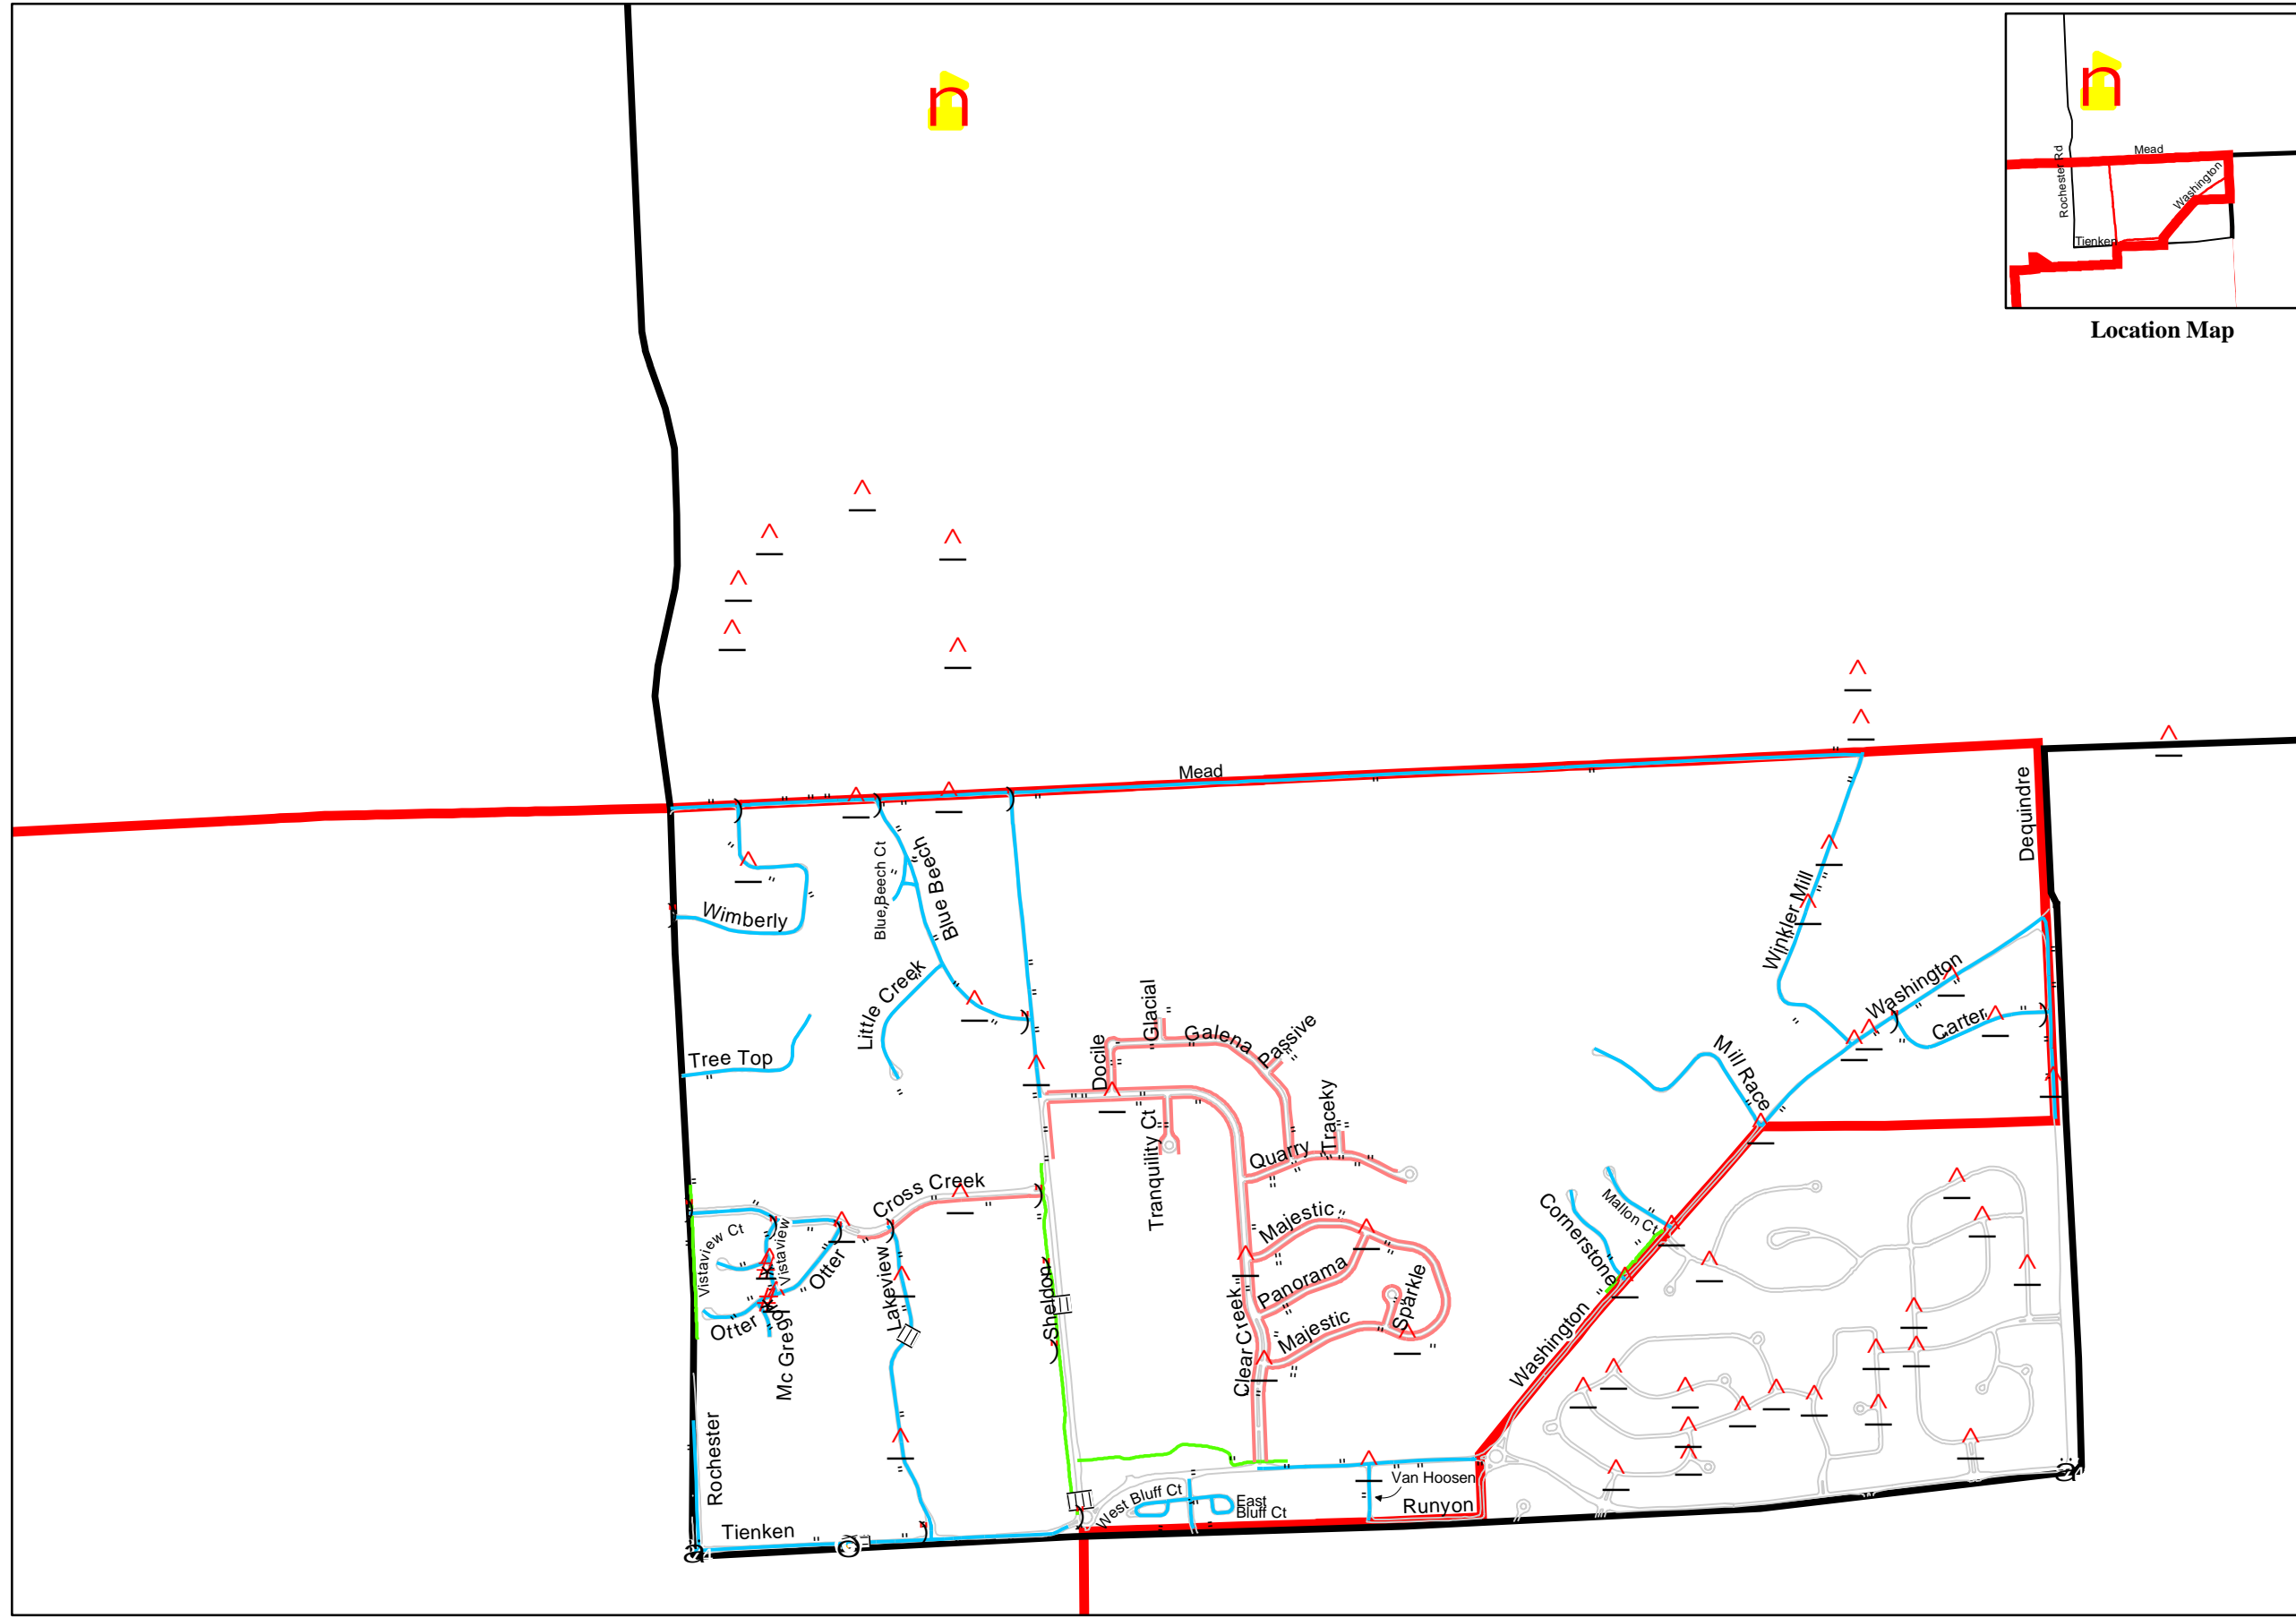 n
n
Mead
Rochester Rd
Washington
Tienken
Location Map
Mead
Dequindre
Blue Beech Ct
Blue Beech
Wimberly
Winkler Mill
Little Creek
Washington
Glacial
Galena
Passive
Carter
Tree Top
Docile
Mill Race
Traceky
Tranquility Ct
Quarry
Cross Creek
Majestic
Mallon Ct
Cornerstone
Vistaview Ct
Vistaview
Otter
Lakeview
Sheldon
Panorama
Sparkle
Otter
Mc Gregor
Clear Creek
Majestic
Washington
Rochester
Van Hoosen
West Bluff Ct
East
Bluff Ct
Runyon
Tienken